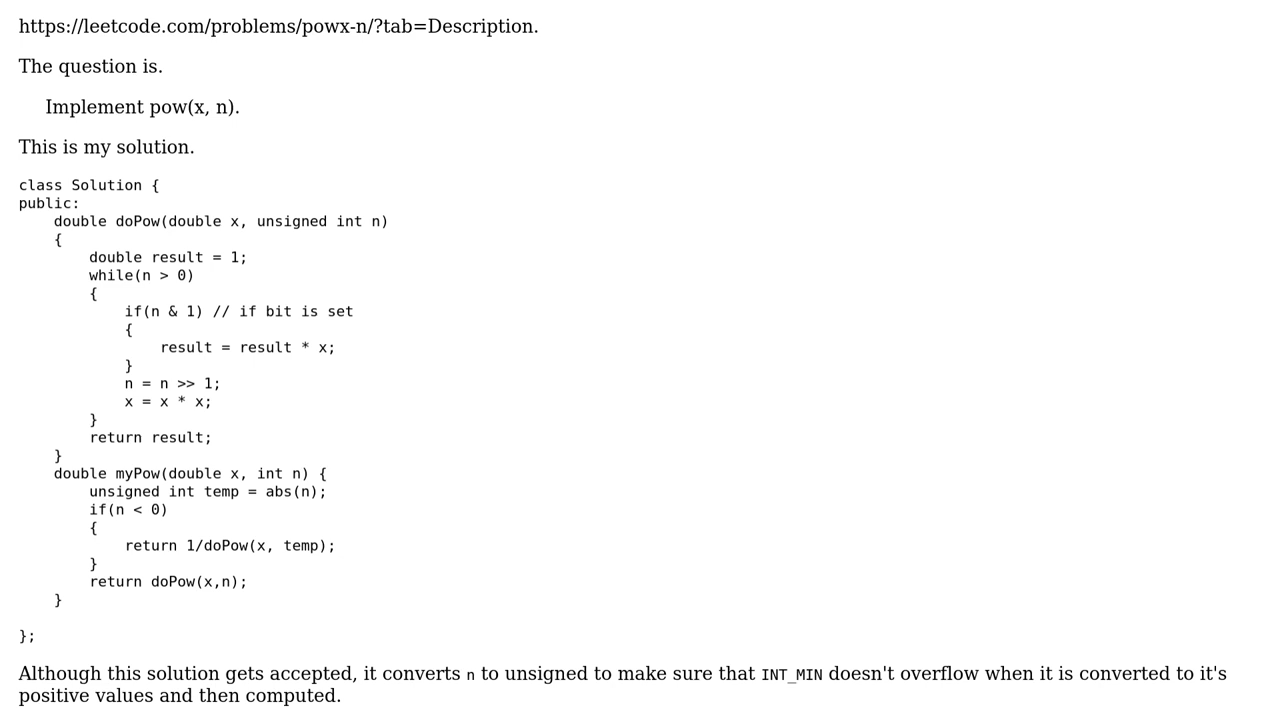 https://leetcode.com/problems/powx-n/?tab=Description.
The question is.
Implement pow(x, n).
This is my solution.
class Solution {
public:
    double doPow(double x, unsigned int n)
    {
        double result = 1;
        while(n > 0)
        {
            if(n & 1) // if bit is set
            {
                result = result * x;
            }
            n = n >> 1;
            x = x * x;
        }
        return result;
    }
    double myPow(double x, int n) {
        unsigned int temp = abs(n);
        if(n < 0)
        {
            return 1/doPow(x, temp);
        }
        return doPow(x,n);
    }
};
Although this solution gets accepted, it converts n to unsigned to make sure that INT_MIN doesn't overflow when it is converted to it's
positive values and then computed.